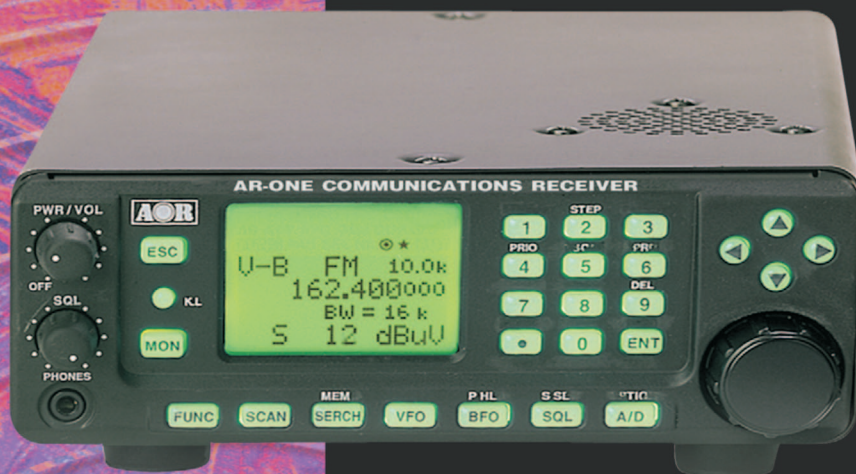 AR-ONE COMMUNICATIONS RECEIVER
PWR/VOL
OFF
SQL
PHONES
AOR
ESC
K.L
MON
V-B FM 10.0k
162.400000
BW = 16 k
S 12 dBuV
STEP
1 2 3
PRIO
4 5 6
DEL
7 8 9
. 0 ENT
MEM P HL S SL
FUNC SCAN SERCH VFO BFO SQL A/D